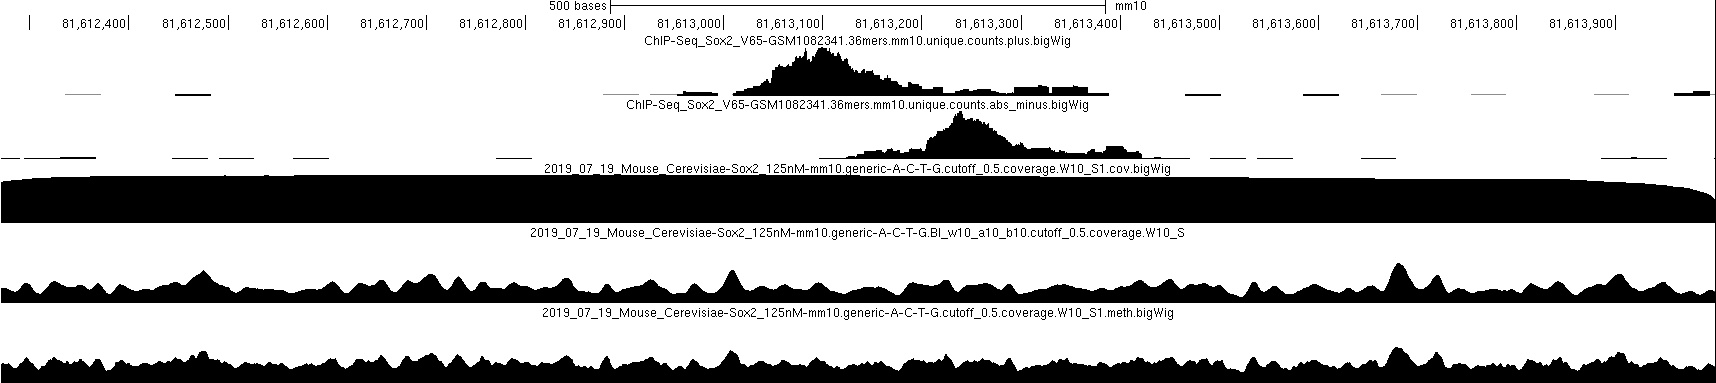 500 bases mm10
81,612,400 81,612,500 81,612,600 81,612,700 81,612,800 81,612,900 81,613,000 81,613,100 81,613,200 81,613,300 81,613,400 81,613,500 81,613,600 81,613,700 81,613,800 81,613,900
ChIP-Seq_Sox2_V65-GSM1082341.36mers.mm10.unique.counts.plus.bigWig
ChIP-Seq_Sox2_V65-GSM1082341.36mers.mm10.unique.counts.abs_minus.bigWig
2019_07_19_Mouse_Cerevisiae-Sox2_125nM-mm10.generic-A-C-T-G.cutoff_0.5.coverage.W10_S1.cov.bigWig
2019_07_19_Mouse_Cerevisiae-Sox2_125nM-mm10.generic-A-C-T-G.BI_w10_a10_b10.cutoff_0.5.coverage.W10_S
2019_07_19_Mouse_Cerevisiae-Sox2_125nM-mm10.generic-A-C-T-G.cutoff_0.5.coverage.W10_S1.meth.bigWig